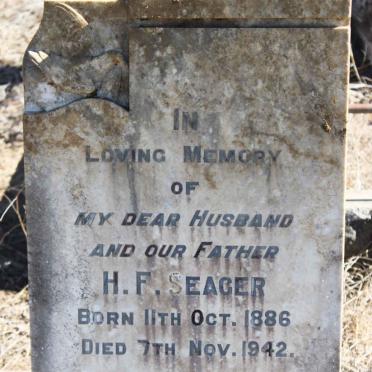 IN
LOVING MEMORY
OF
MY DEAR HUSBAND
AND OUR FATHER
H. F. SEAGER
BORN 11TH OCT. 1886
DIED 7TH NOV. 1942.